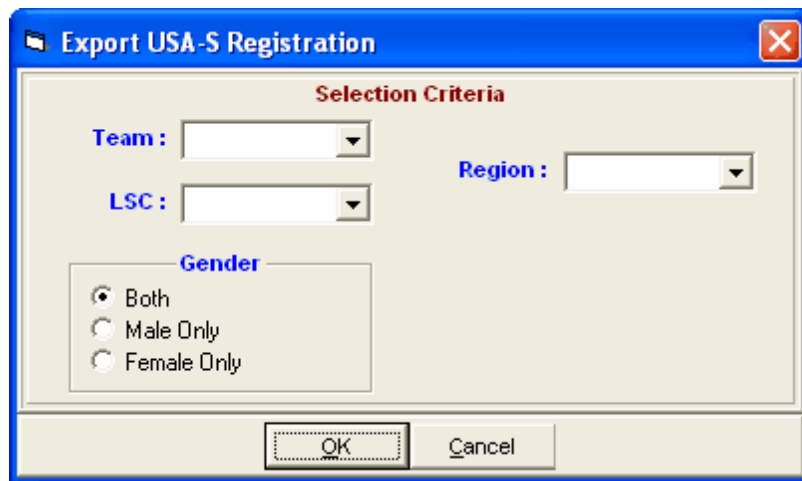 Export USA-S Registration
Selection Criteria
Team :
Region :
LSC :
Gender
Both
Male Only
Female Only
OK
Cancel